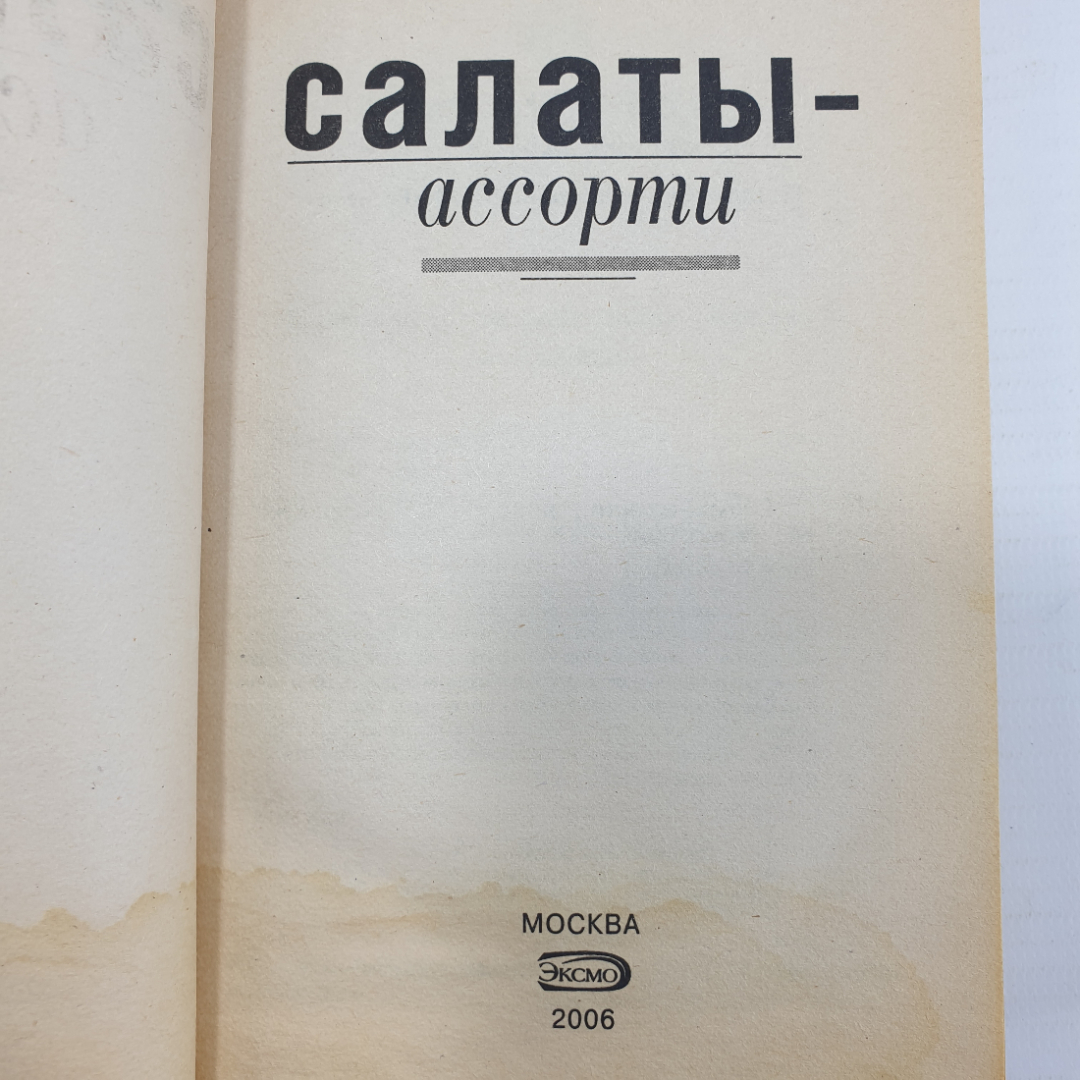 салаты-
ассорти
МОСКВА
ЭКСМО
2006